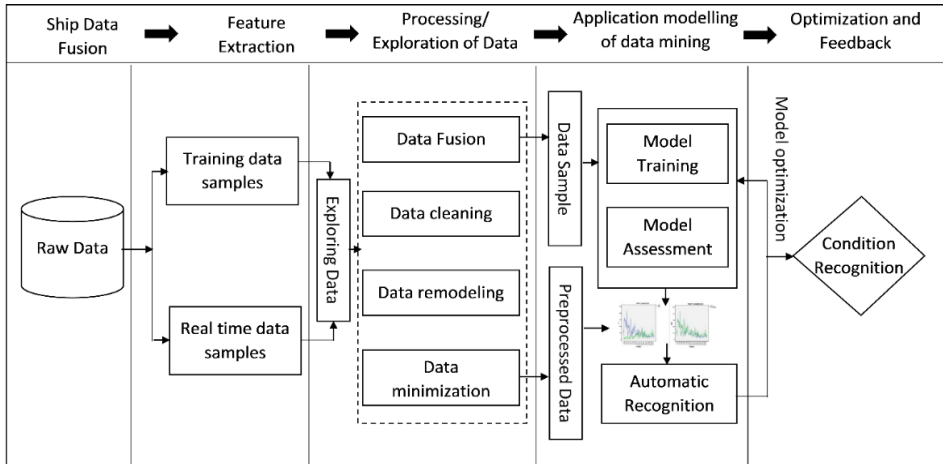 Ship Data
Fusion
Feature
Extraction
Processing/
Exploration of Data
Application modelling
of data mining
Optimization and
Feedback
Raw Data
Training data
samples
Real time data
samples
Exploring Data
Data Fusion
Data cleaning
Data remodeling
Data
minimization
Data Sample
Preprocessed Data
Model
Training
Model
Assessment
Automatic
Recognition
Model optimization
Condition
Recognition